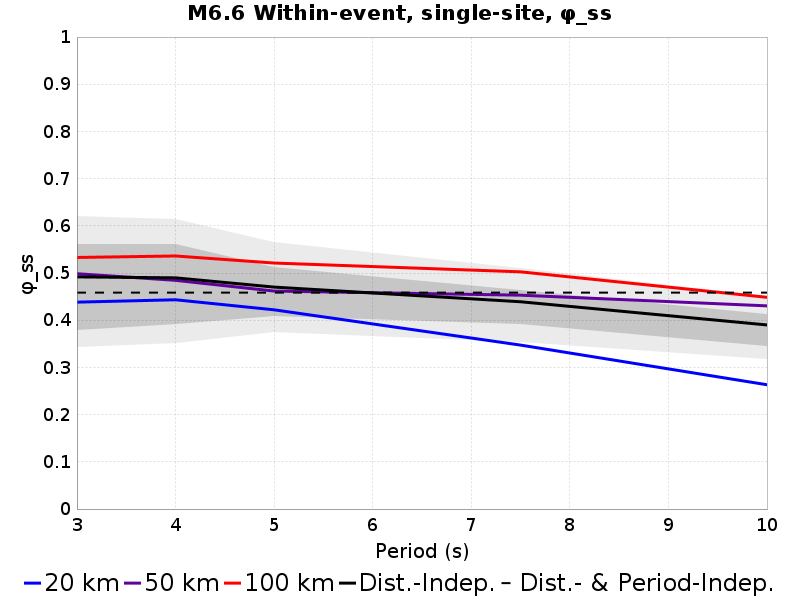 M6.6 Within-event, single-site, φ_ss
1
0.9
0.8
0.7
0.6
0.5
0.4
0.3
0.2
0.1
0
φ_ss
3 4 5 6 7 8 9 10
Period (s)
20 km 50 km 100 km Dist.-Indep. Dist.- & Period-Indep.